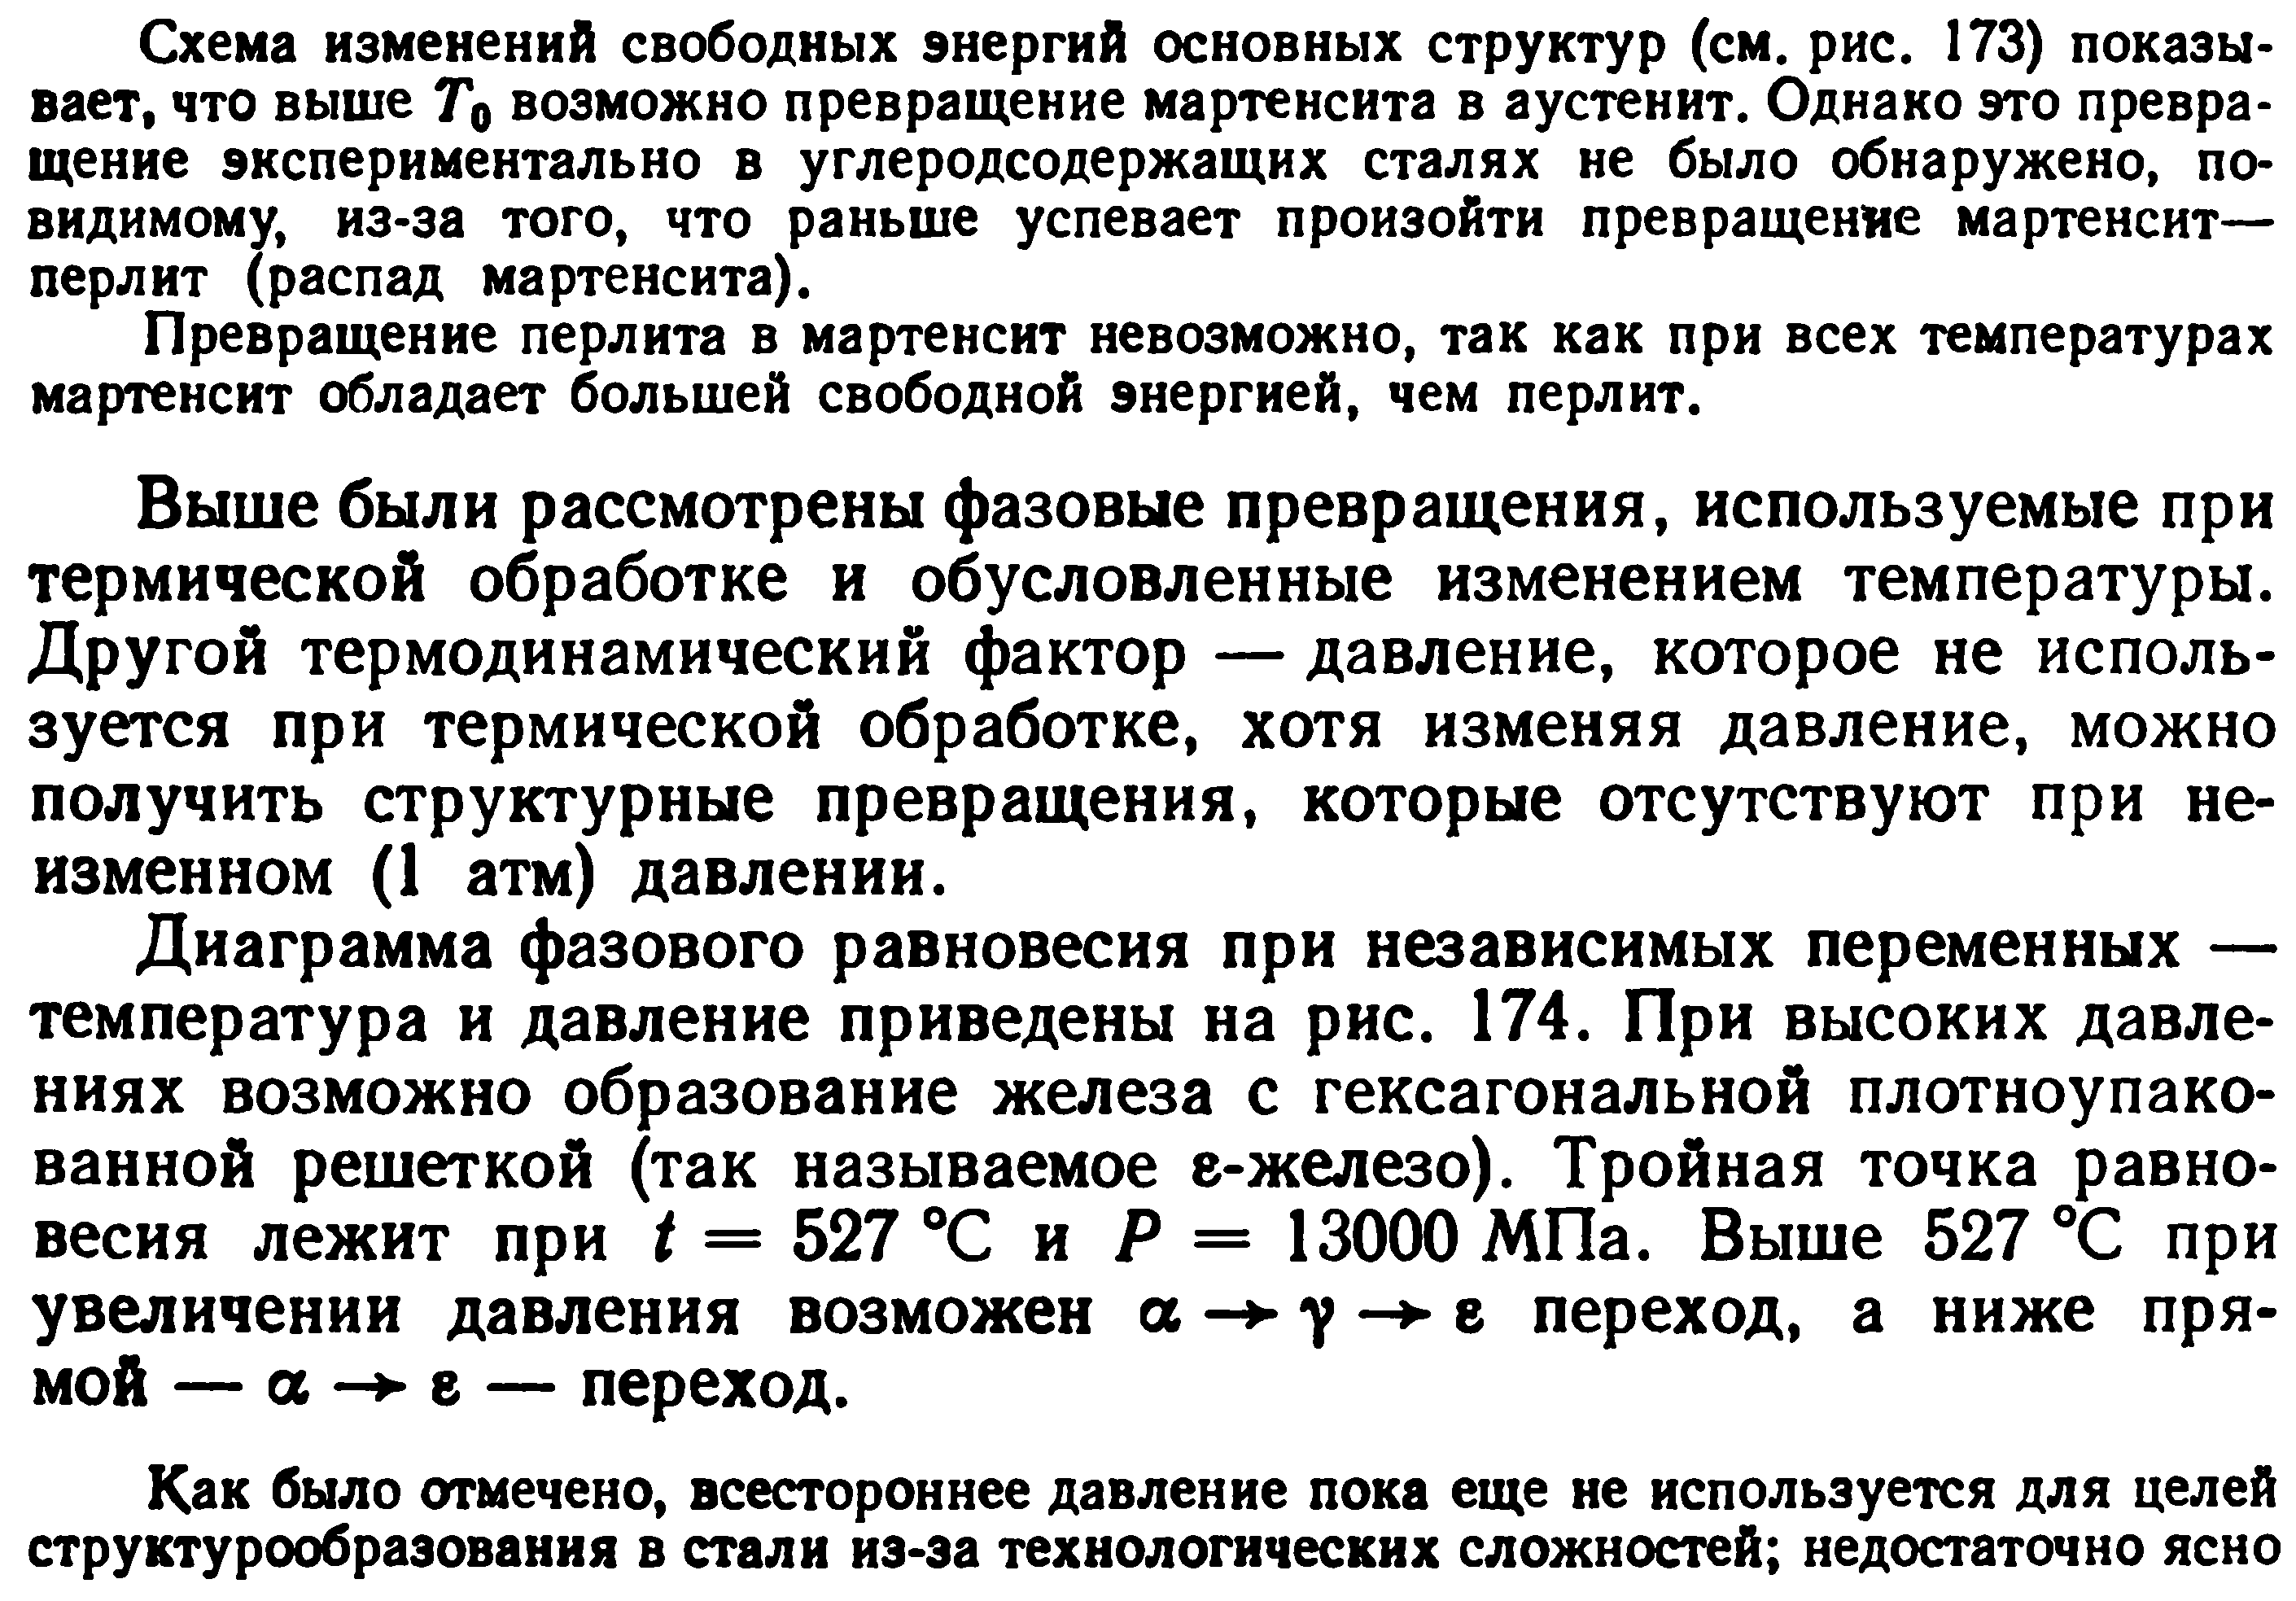 Схема изменений свободных энергий основных структур (см. рис. 173) показы-
вает, что выше T₀ возможно превращение мартенсита в аустенит. Однако это превра-
щение экспериментально в углеродсодержащих сталях не было обнаружено, по-
видимому, из-за того, что раньше успевает произойти превращение мартенсит—
перлит (распад мартенсита).
Превращение перлита в мартенсит невозможно, так как при всех температурах
мартенсит обладает большей свободной энергией, чем перлит.
Выше были рассмотрены фазовые превращения, используемые при
термической обработке и обусловленные изменением температуры.
Другой термодинамический фактор — давление, которое не исполь-
зуется при термической обработке, хотя изменяя давление, можно
получить структурные превращения, которые отсутствуют при не-
изменном (1 атм) давлении.
Диаграмма фазового равновесия при независимых переменных —
температура и давление приведены на рис. 174. При высоких давле-
ниях возможно образование железа с гексагональной плотноупако-
ванной решеткой (так называемое ε-железо). Тройная точка равно-
весия лежит при t = 527 °С и P = 13000 МПа. Выше 527 °С при
увеличении давления возможен α → γ → ε переход, а ниже пря-
мой — α → ε — переход.
Как было отмечено, всестороннее давление пока еще не используется для целей
структурообразования в стали из-за технологических сложностей; недостаточно ясно